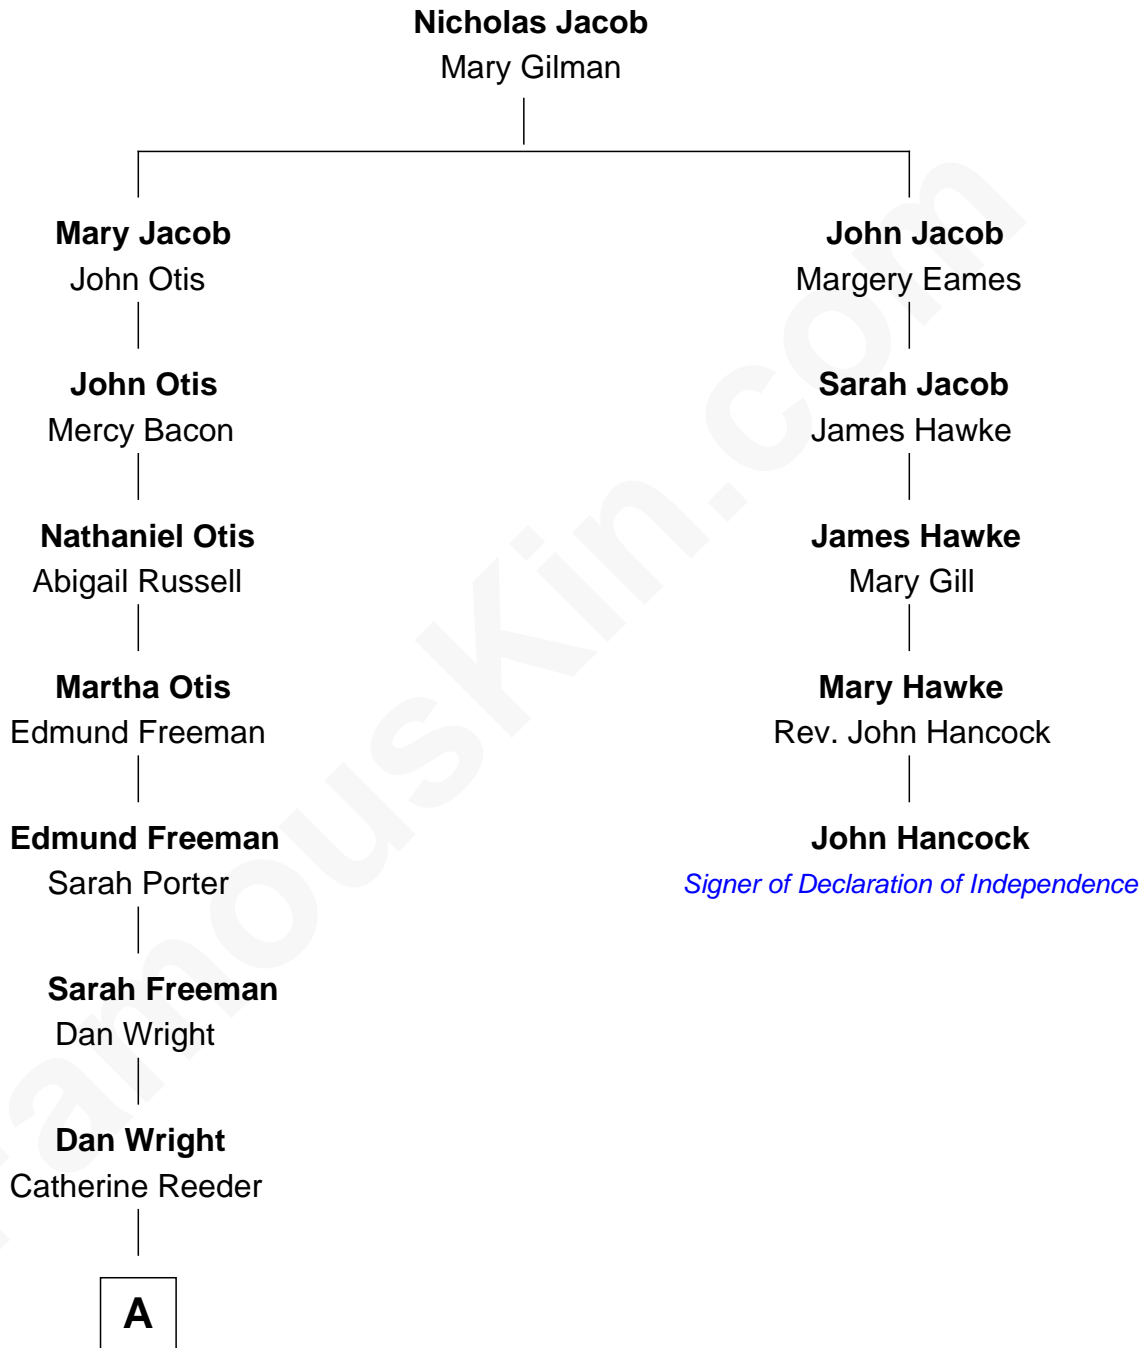 Nicholas Jacob
Mary Gilman
Mary Jacob
John Otis
John Jacob
Margery Eames
John Otis
Mercy Bacon
Sarah Jacob
James Hawke
Nathaniel Otis
Abigail Russell
James Hawke
Mary Gill
Martha Otis
Edmund Freeman
Mary Hawke
Rev. John Hancock
Edmund Freeman
Sarah Porter
John Hancock
Signer of Declaration of Independence
Sarah Freeman
Dan Wright
Dan Wright
Catherine Reeder
A
FamousKin.com